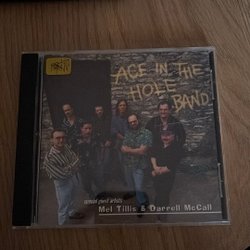 ACE IN THE
HOLE BAND
special guest artists
Mel Tillis & Darrell McCall